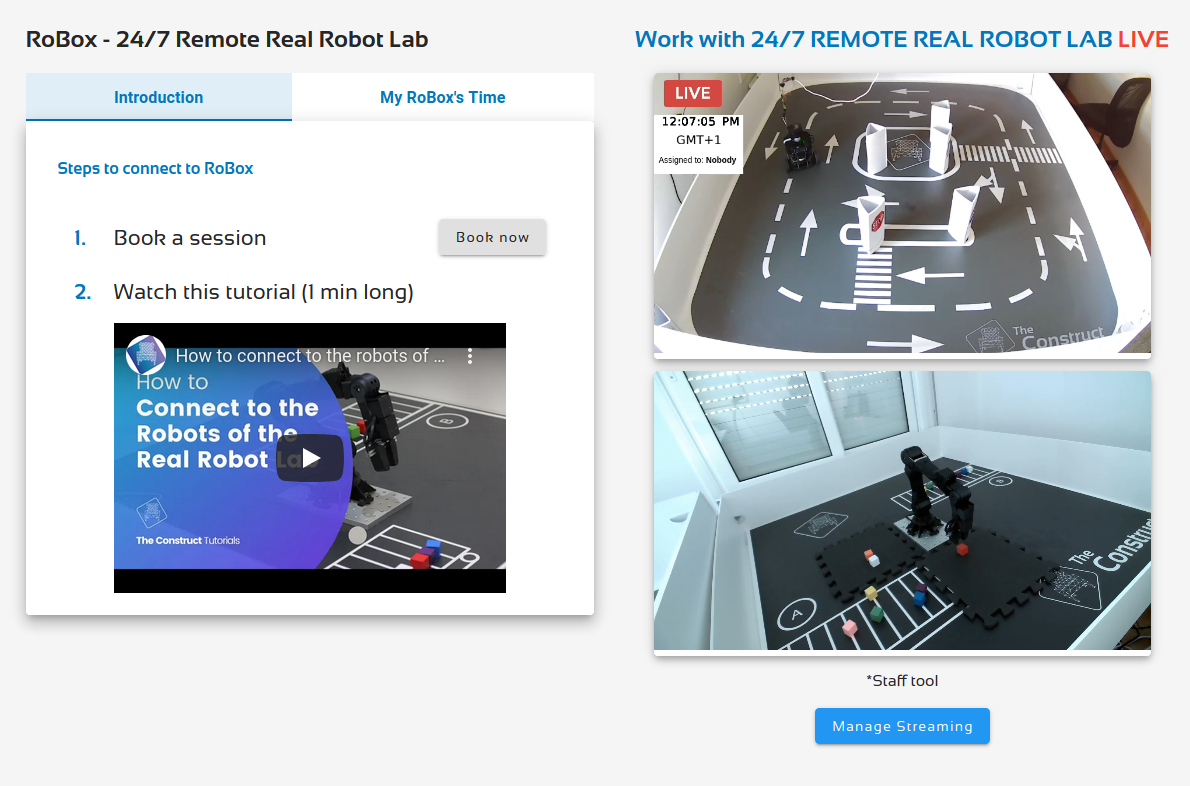 RoBox - 24/7 Remote Real Robot Lab
Introduction
My RoBox's Time
Steps to connect to RoBox
1. Book a session
Book now
2. Watch this tutorial (1 min long)
How to connect to the robots of ...
How to
Connect to the
Robots of the
Real Robot Lab
The Construct Tutorials
B
Work with 24/7 REMOTE REAL ROBOT LAB LIVE
LIVE
12:07:05 PM
GMT+1
Assigned to: Nobody
STOP
The
Construct
B
A
The
Construct
*Staff tool
Manage Streaming